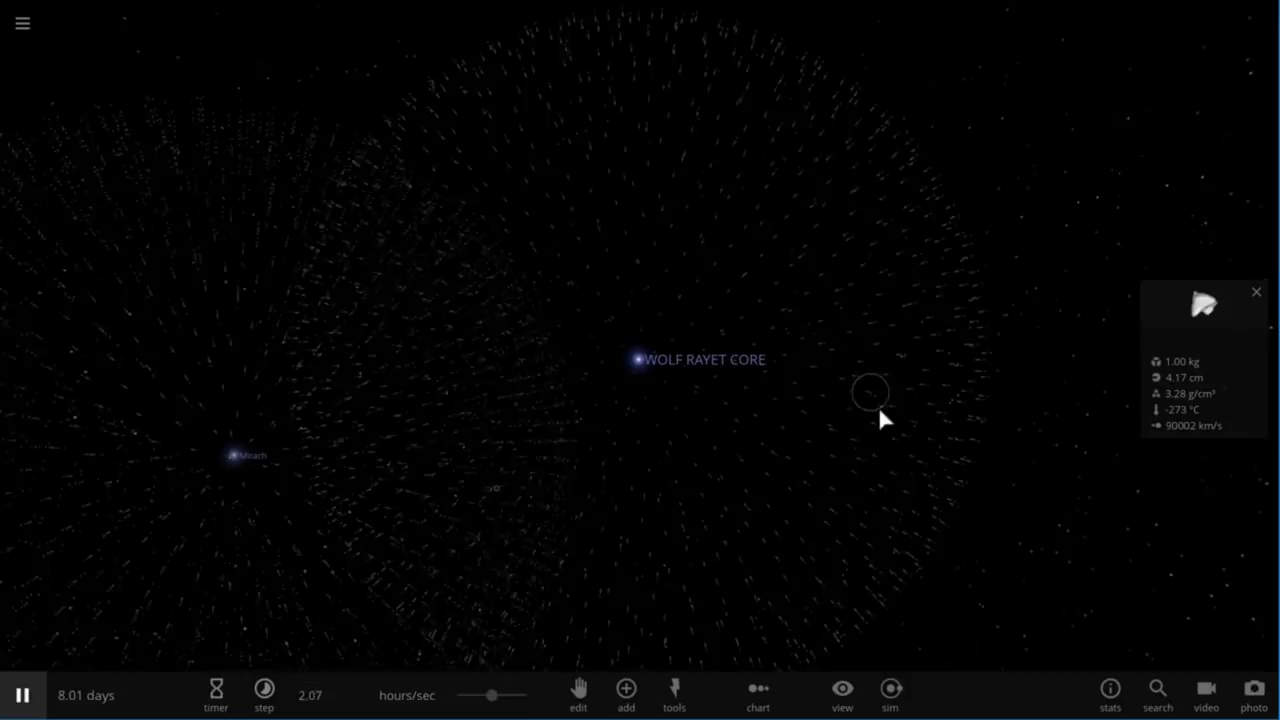 WOLF RAYET CORE
Mirach
1.00 kg
4.17 cm
3.28 g/cm³
-273 °C
90002 km/s
8.01 days
timer
step
2.07
hours/sec
edit
add
tools
chart
view
sim
stats
search
video
photo